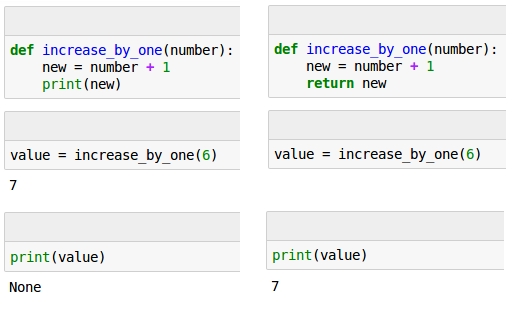 def increase_by_one(number):
    new = number + 1
    print(new)
value = increase_by_one(6)
7
print(value)
None
def increase_by_one(number):
    new = number + 1
    return new
value = increase_by_one(6)
print(value)
7